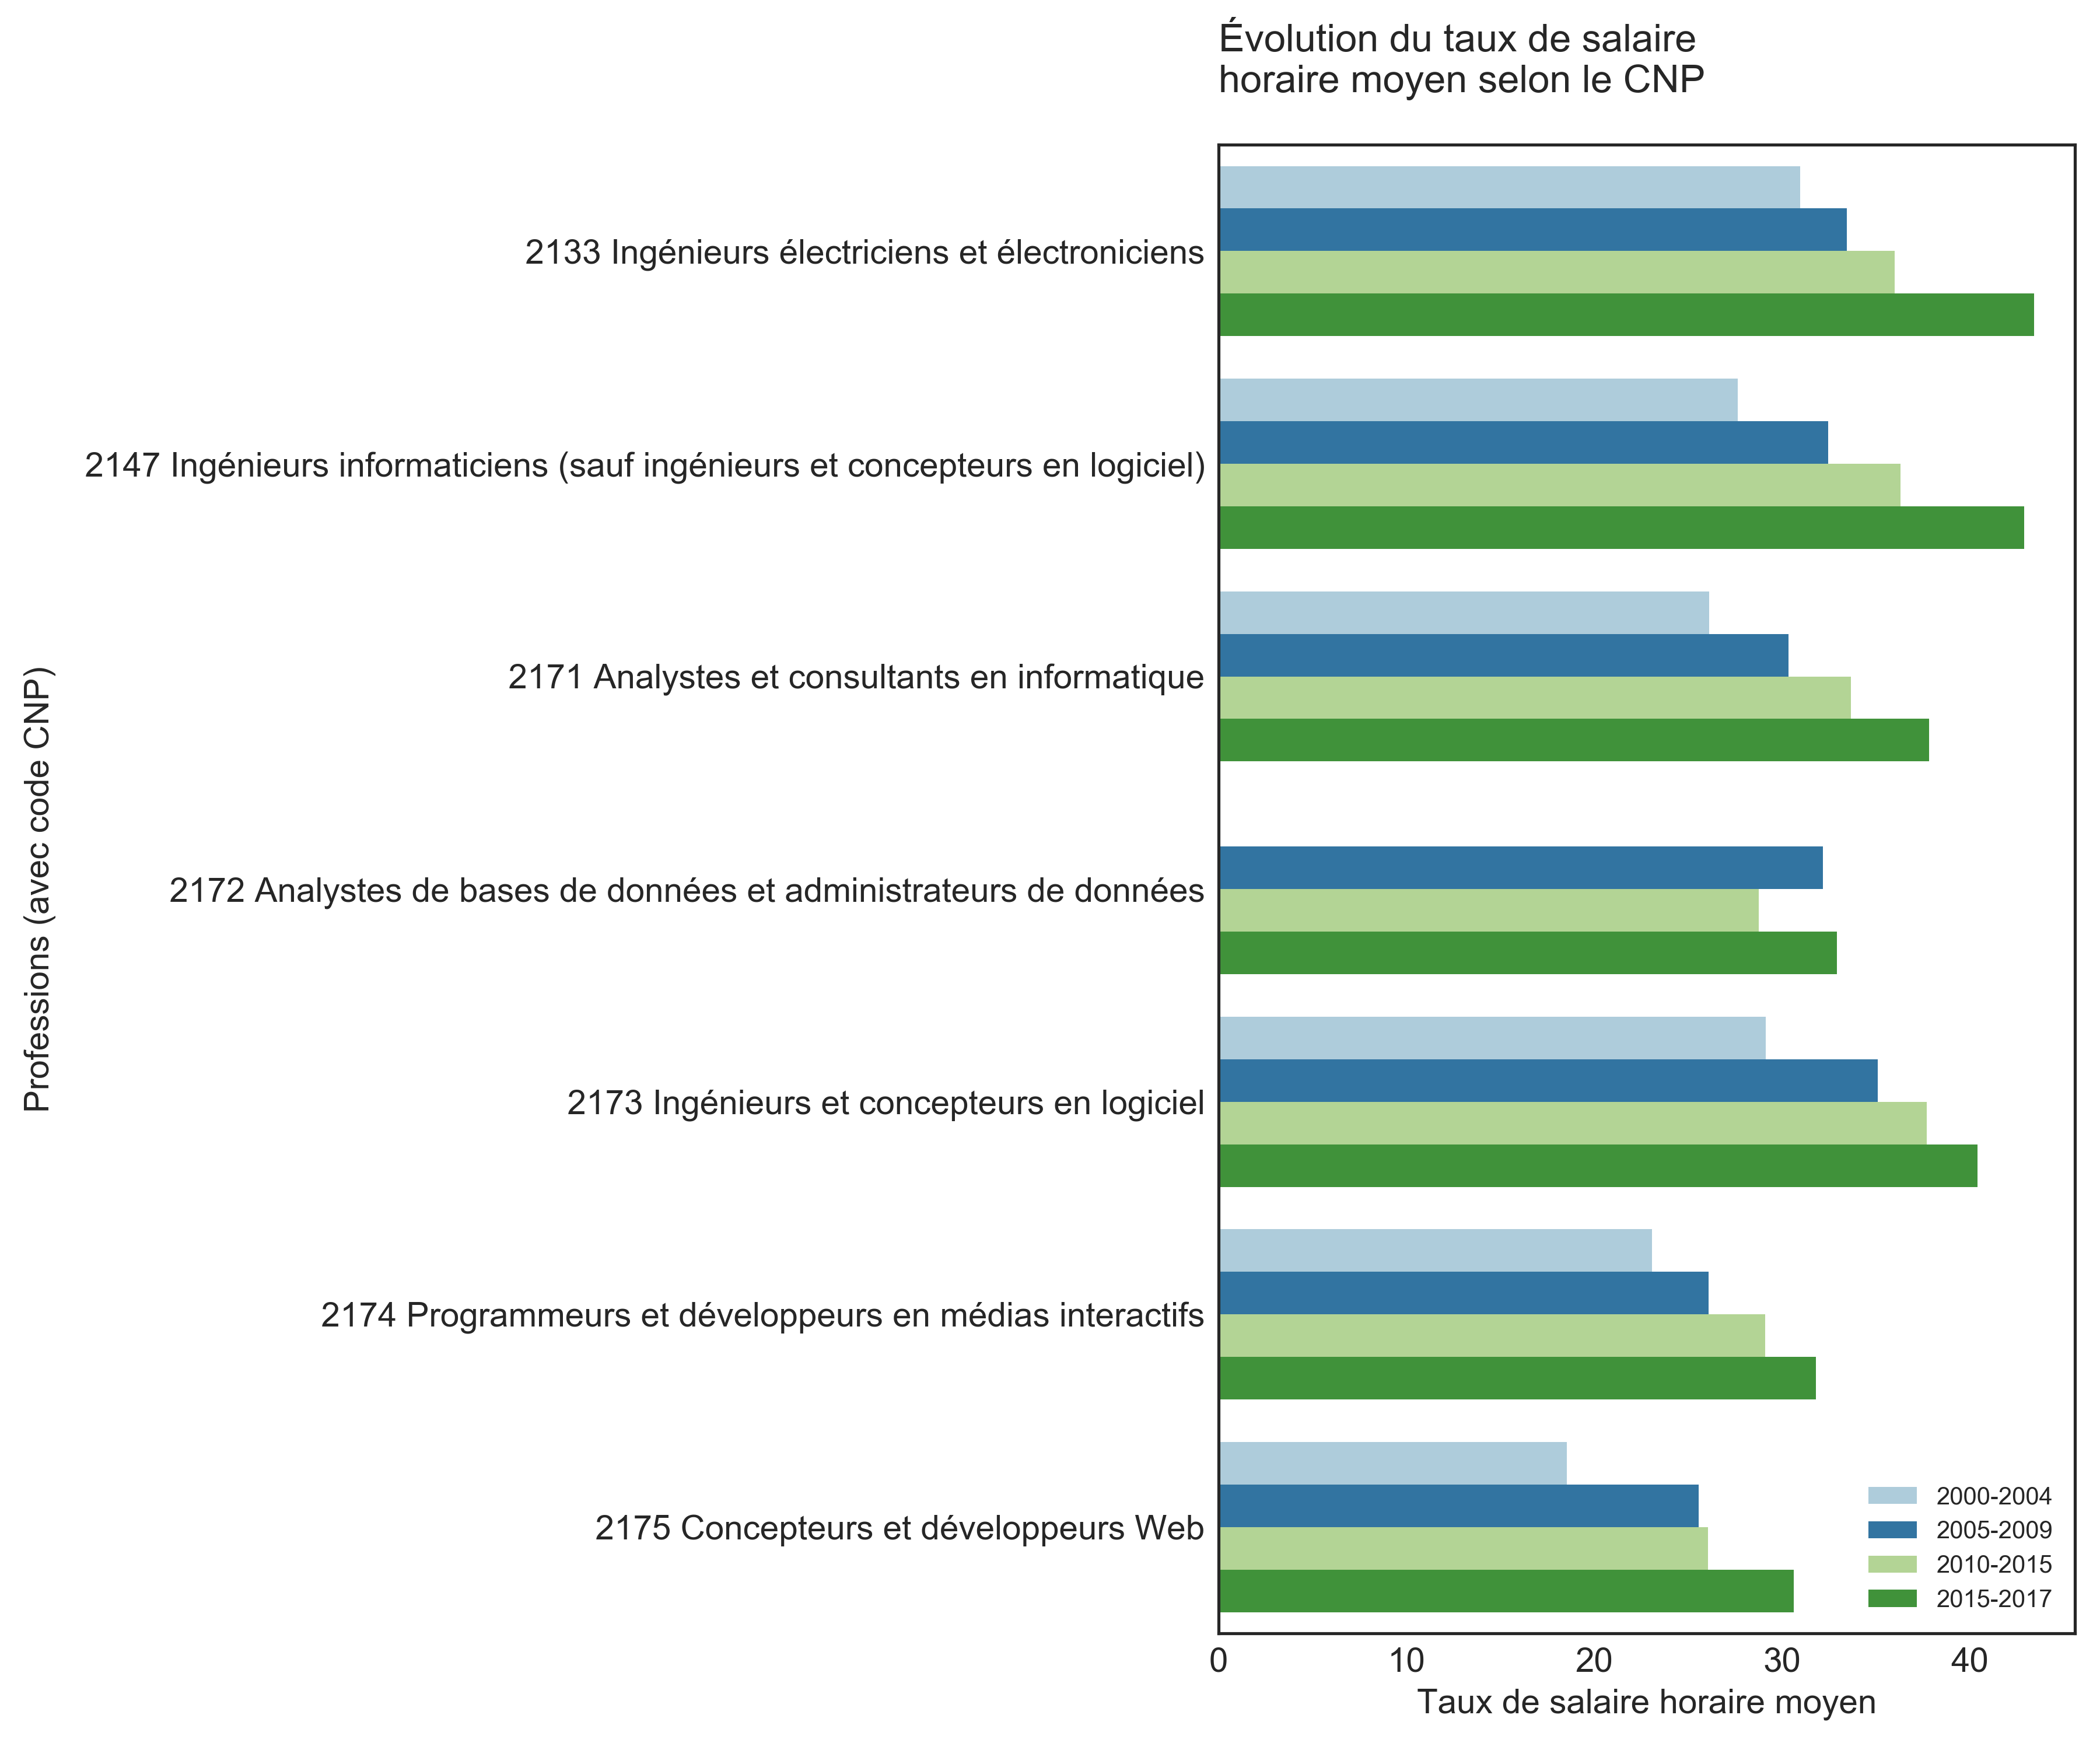 Évolution du taux de salaire
horaire moyen selon le CNP
Professions (avec code CNP)
2133 Ingénieurs électriciens et électroniciens
2147 Ingénieurs informaticiens (sauf ingénieurs et concepteurs en logiciel)
2171 Analystes et consultants en informatique
2172 Analystes de bases de données et administrateurs de données
2173 Ingénieurs et concepteurs en logiciel
2174 Programmeurs et développeurs en médias interactifs
2175 Concepteurs et développeurs Web
2000-2004
2005-2009
2010-2015
2015-2017
0 10 20 30 40
Taux de salaire horaire moyen